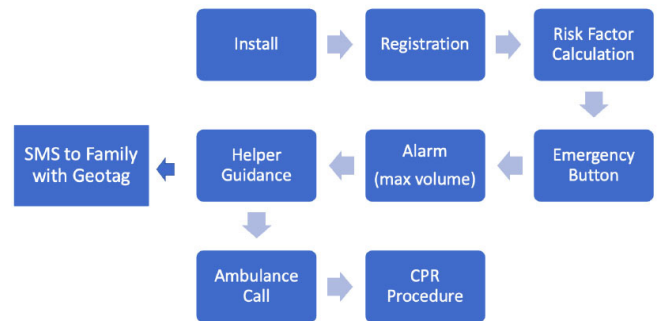 Install
Registration
Risk Factor
Calculation
SMS to Family
with Geotag
Helper
Guidance
Alarm
(max volume)
Emergency
Button
Ambulance
Call
CPR
Procedure